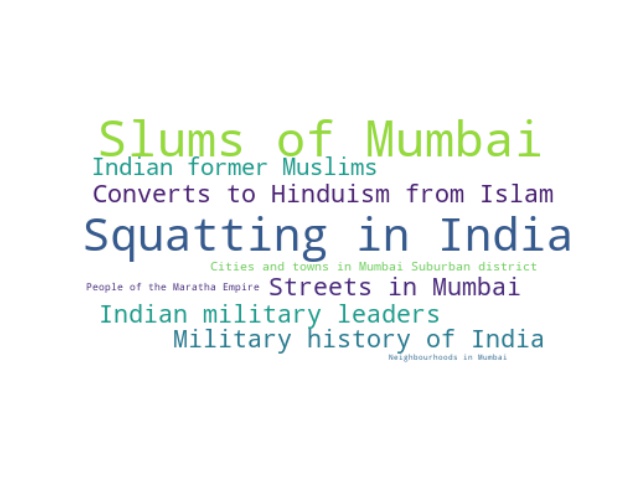 Slums of Mumbai
Indian former Muslims
Converts to Hinduism from Islam
Squatting in India
Cities and towns in Mumbai Suburban district
People of the Maratha Empire
Streets in Mumbai
Indian military leaders
Military history of India
Neighbourhoods in Mumbai